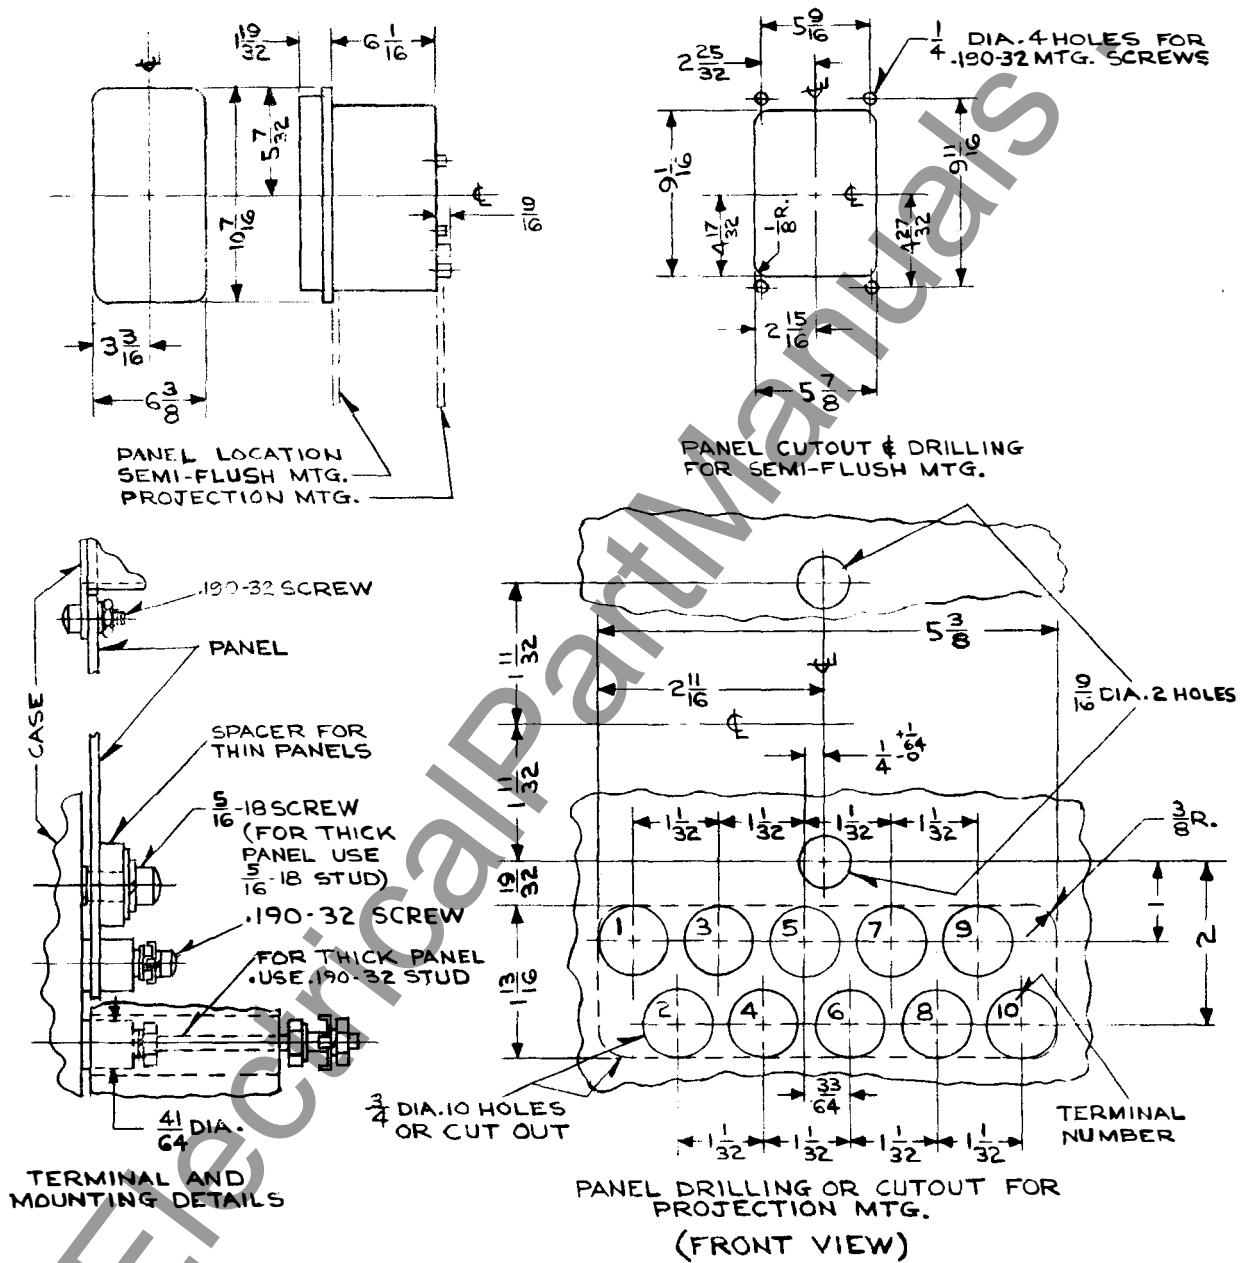 1 19/32
6 1/16
5 7/32
10 7/16
3 3/16
6 3/8
PANEL LOCATION
SEMI-FLUSH MTG.
PROJECTION MTG.
5 9/16
2 25/32
1/4 DIA. 4 HOLES FOR
.190-32 MTG. SCREWS
9 1/16
4 17/32
1/8 R.
9 11/16
4 27/32
2 15/16
5 7/8
PANEL CUTOUT & DRILLING
FOR SEMI-FLUSH MTG.
.190-32 SCREW
PANEL
CASE
SPACER FOR
THIN PANELS
5/16-18 SCREW
(FOR THICK
PANEL USE
5/16-18 STUD)
.190-32 SCREW
FOR THICK PANEL
USE .190-32 STUD
41/64 DIA.
TERMINAL AND
MOUNTING DETAILS
5 3/8
1 11/32
2 11/16
9/16 DIA. 2 HOLES
1/4 +1/64 -0
1 11/32
1 1/32
1 1/32
1 1/32
1 1/32
3/8 R.
19/32
1
2
1 3/16
1
3
5
7
9
2
4
6
8
10
33/64
3/4 DIA. 10 HOLES
OR CUT OUT
TERMINAL
NUMBER
1 1/32
1 1/32
1 1/32
1 1/32
PANEL DRILLING OR CUTOUT FOR
PROJECTION MTG.
(FRONT VIEW)
ElectricalPartManuals .